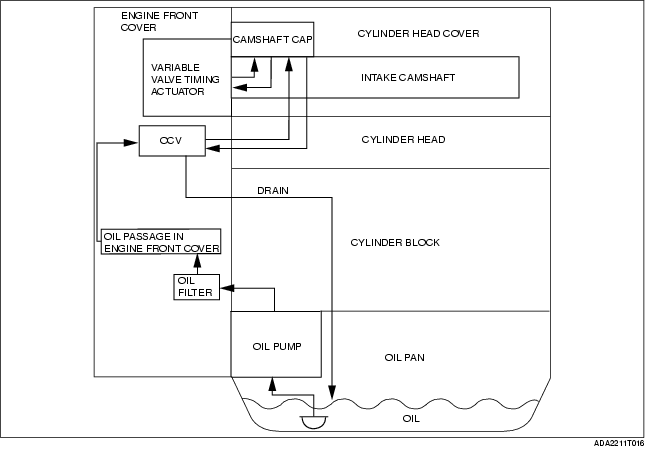 ENGINE FRONT
COVER
CAMSHAFT CAP
CYLINDER HEAD COVER
VARIABLE
VALVE TIMING
ACTUATOR
INTAKE CAMSHAFT
OCV
CYLINDER HEAD
DRAIN
OIL PASSAGE IN
ENGINE FRONT COVER
CYLINDER BLOCK
OIL
FILTER
OIL PUMP
OIL PAN
OIL
ADA2211T016